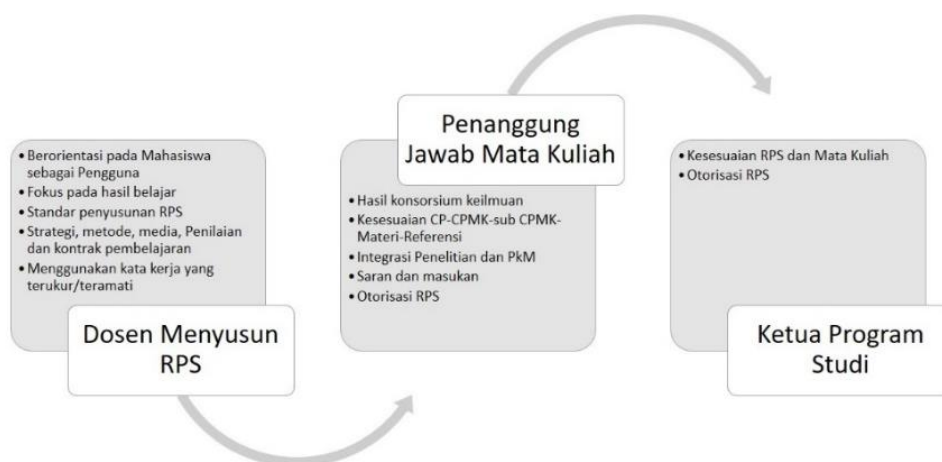 • Berorientasi pada Mahasiswa
sebagai Pengguna
• Fokus pada hasil belajar
• Standar penyusunan RPS
• Strategi, metode, media, Penilaian
dan kontrak pembelajaran
• Menggunakan kata kerja yang
terukur/teramati
Dosen Menyusun
RPS
Penanggung
Jawab Mata Kuliah
• Hasil konsorsium keilmuan
• Kesesuaian CP-CPMK-sub CPMK-
Materi-Referensi
• Integrasi Penelitian dan PkM
• Saran dan masukan
• Otorisasi RPS
• Kesesuaian RPS dan Mata Kuliah
• Otorisasi RPS
Ketua Program
Studi